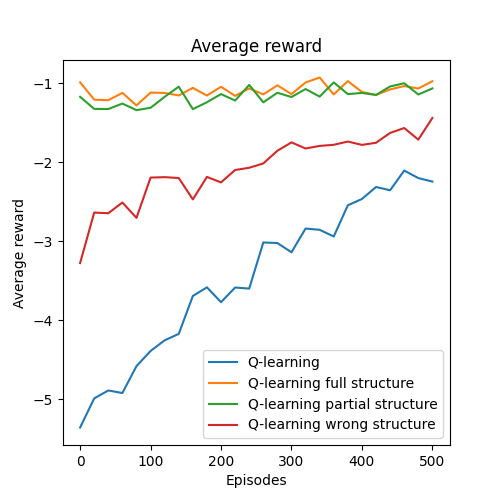 Average reward
Average reward
−1
−2
−3
−4
−5
Q-learning
Q-learning full structure
Q-learning partial structure
Q-learning wrong structure
0 100 200 300 400 500
Episodes